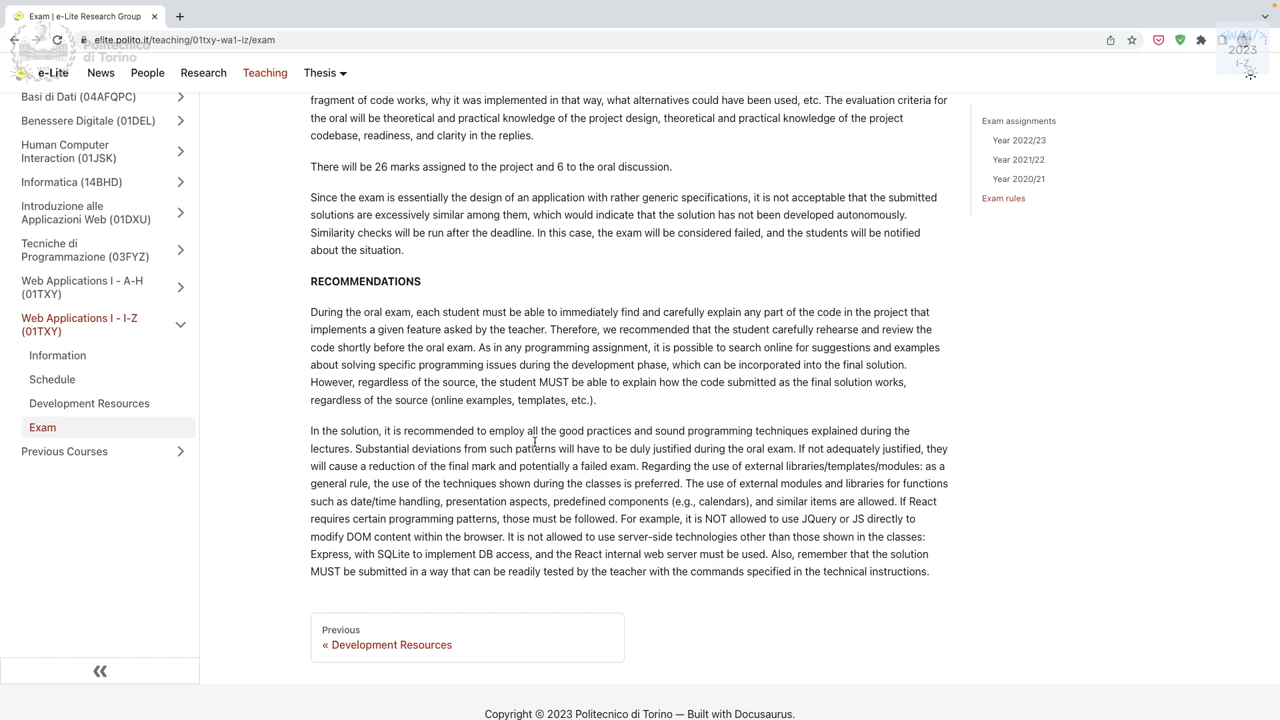 Exam | e-Lite Research Group
elite.polito.it/teaching/01txy-wa1-iz/exam
Politecnico
di Torino
<WA1/>
2023
I-Z
e-Lite
News
People
Research
Teaching
Thesis
Basi di Dati (04AFQPC)
Benessere Digitale (01DEL)
Human Computer
Interaction (01JSK)
Informatica (14BHD)
Introduzione alle
Applicazioni Web (01DXU)
Tecniche di
Programmazione (03FYZ)
Web Applications I - A-H
(01TXY)
Web Applications I - I-Z
(01TXY)
Information
Schedule
Development Resources
Exam
Previous Courses
«
fragment of code works, why it was implemented in that way, what alternatives could have been used, etc. The evaluation criteria for
the oral will be theoretical and practical knowledge of the project design, theoretical and practical knowledge of the project
codebase, readiness, and clarity in the replies.
There will be 26 marks assigned to the project and 6 to the oral discussion.
Since the exam is essentially the design of an application with rather generic specifications, it is not acceptable that the submitted
solutions are excessively similar among them, which would indicate that the solution has not been developed autonomously.
Similarity checks will be run after the deadline. In this case, the exam will be considered failed, and the students will be notified
about the situation.
RECOMMENDATIONS
During the oral exam, each student must be able to immediately find and carefully explain any part of the code in the project that
implements a given feature asked by the teacher. Therefore, we recommended that the student carefully rehearse and review the
code shortly before the oral exam. As in any programming assignment, it is possible to search online for suggestions and examples
about solving specific programming issues during the development phase, which can be incorporated into the final solution.
However, regardless of the source, the student MUST be able to explain how the code submitted as the final solution works,
regardless of the source (online examples, templates, etc.).
In the solution, it is recommended to employ all the good practices and sound programming techniques explained during the
lectures. Substantial deviations from such patterns will have to be duly justified during the oral exam. If not adequately justified, they
will cause a reduction of the final mark and potentially a failed exam. Regarding the use of external libraries/templates/modules: as a
general rule, the use of the techniques shown during the classes is preferred. The use of external modules and libraries for functions
such as date/time handling, presentation aspects, predefined components (e.g., calendars), and similar items are allowed. If React
requires certain programming patterns, those must be followed. For example, it is NOT allowed to use JQuery or JS directly to
modify DOM content within the browser. It is not allowed to use server-side technologies other than those shown in the classes:
Express, with SQLite to implement DB access, and the React internal web server must be used. Also, remember that the solution
MUST be submitted in a way that can be readily tested by the teacher with the commands specified in the technical instructions.
Previous
« Development Resources
Exam assignments
Year 2022/23
Year 2021/22
Year 2020/21
Exam rules
Copyright © 2023 Politecnico di Torino — Built with Docusaurus.